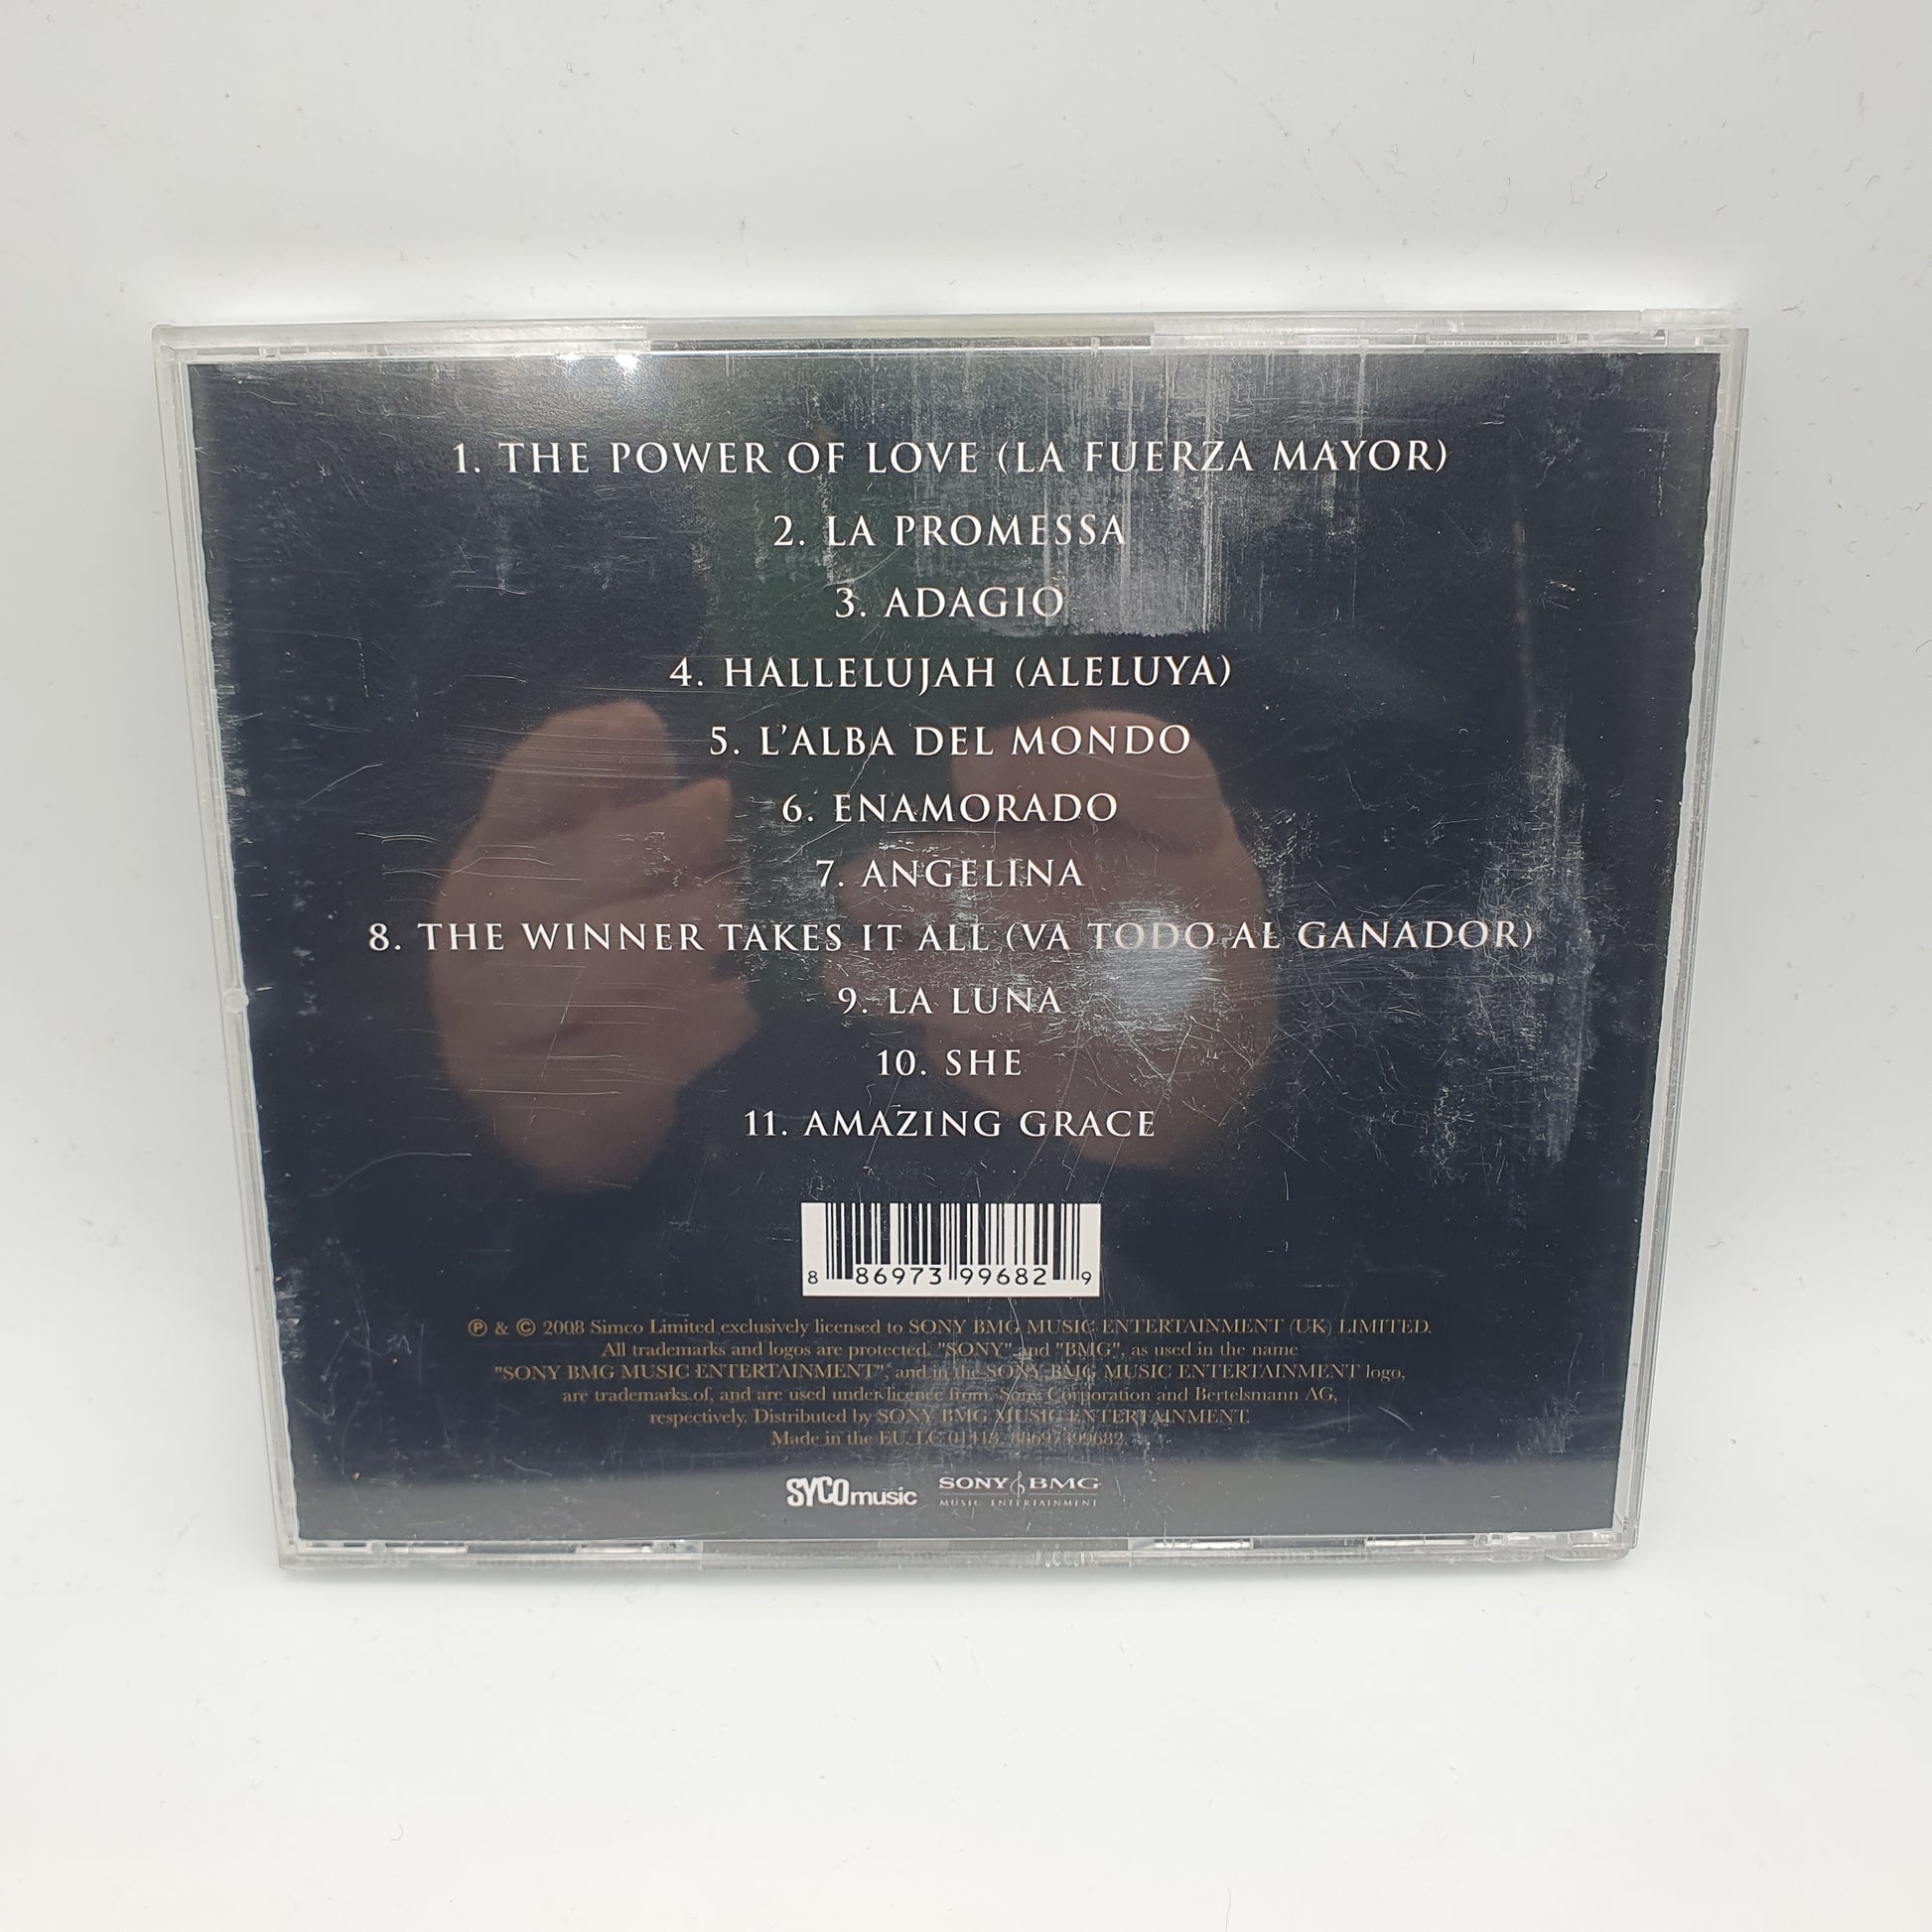 1. THE POWER OF LOVE (LA FUERZA MAYOR)
2. LA PROMESSA
3. ADAGIO
4. HALLELUJAH (ALELUYA)
5. L'ALBA DEL MONDO
6. ENAMORADO
7. ANGELINA
8. THE WINNER TAKES IT ALL (VA TODO AL GANADOR)
9. LA LUNA
10. SHE
11. AMAZING GRACE
8 86973 99682 9
℗ & © 2008 Simco Limited exclusively licensed to SONY BMG MUSIC ENTERTAINMENT (UK) LIMITED.
All trademarks and logos are protected. "SONY" and "BMG", as used in the name
"SONY BMG MUSIC ENTERTAINMENT", and in the SONY BMG MUSIC ENTERTAINMENT logo,
are trademarks of, and are used under licence from, Sony Corporation and Bertelsmann AG,
respectively. Distributed by SONY BMG MUSIC ENTERTAINMENT.
Made in the EU. LC 88697399682
SYCOmusic SONY BMG
MUSIC ENTERTAINMENT